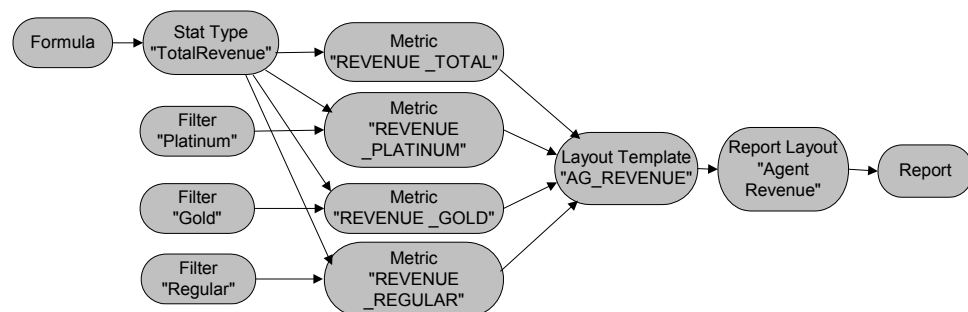 Formula
Stat Type
"TotalRevenue"
Metric
"REVENUE _TOTAL"
Filter
"Platinum"
Metric
"REVENUE
_PLATINUM"
Layout Template
"AG_REVENUE"
Report Layout
"Agent
Revenue"
Report
Filter
"Gold"
Metric
"REVENUE _GOLD"
Filter
"Regular"
Metric
"REVENUE
_REGULAR"